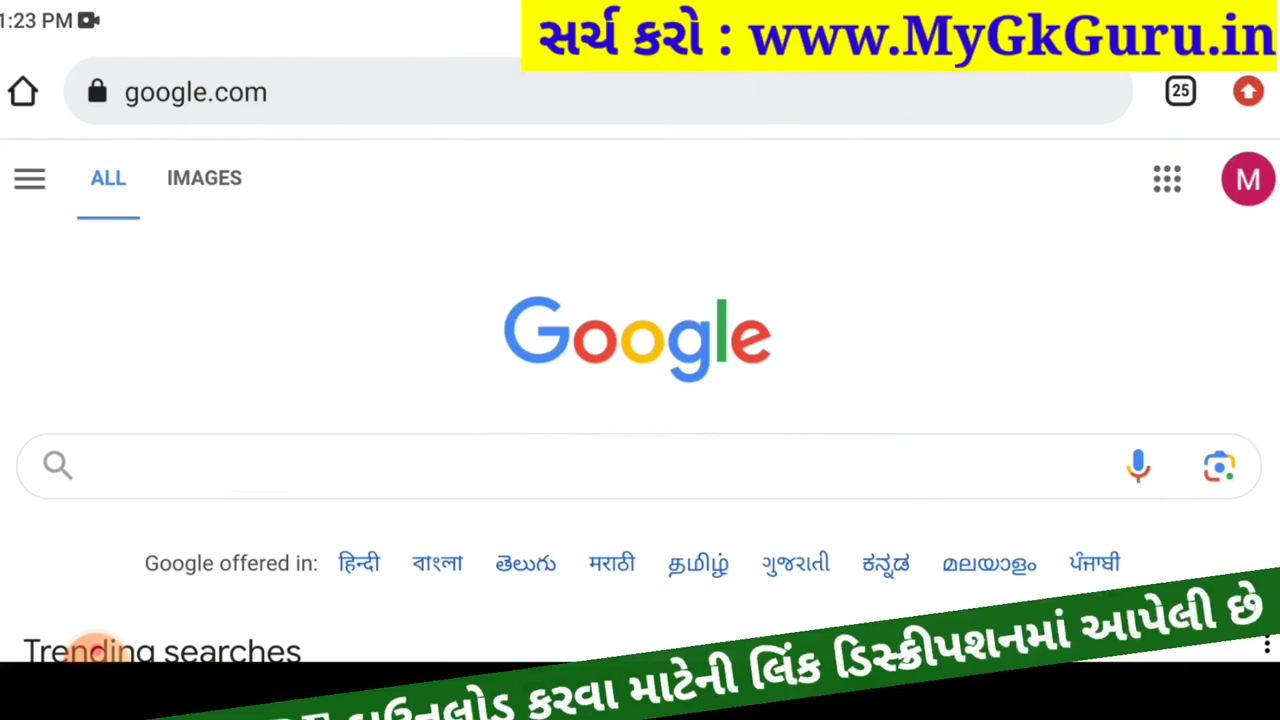 1:23 PM
સર્ચ કરો : www.MyGkGuru.in
google.com
25
ALL IMAGES
M
Google
Google offered in: हिन्दी বাংলা తెలుగు मराठी தமிழ் ગુજરાતી ಕನ್ನಡ മലയാളം ਪੰਜਾਬੀ
Trending searches
કરવા માટેની લિંક ડિસ્ક્રીપશનમાં આપેલી છે